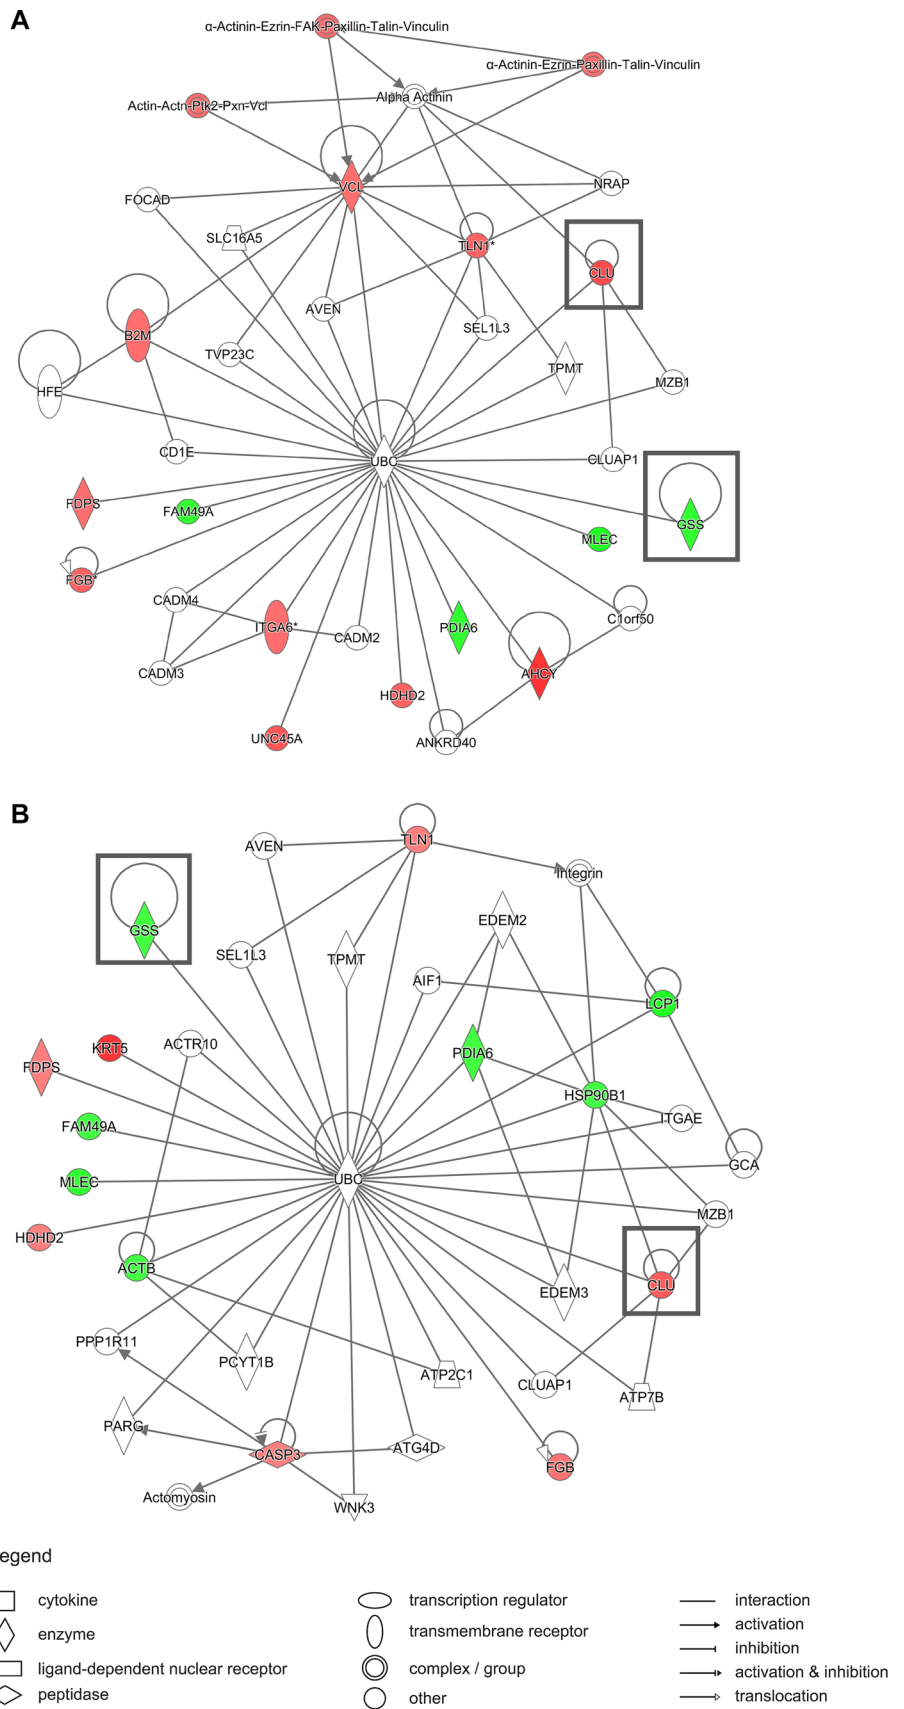 A
α-Actinin-Ezrin-FAK-Paxillin-Talin-Vinculin
α-Actinin-Ezrin-Paxillin-Talin-Vinculin
Alpha Actinin
Actin-Actn-Ptk2-Pxn-Vcl
VCL
NRAP
FOCAD
SLC16A5
TLN1*
CLU
AVEN
SEL1L3
B2M
TVP23C
TPMT
MZB1
HFE
CD1E
UBC
CLUAP1
FDPS
FAM49A
GSS
MLEC
FGB*
CADM4
ITGA6*
CADM2
PDIA6
C1orf50
CADM3
AHCY
HDHD2
UNC45A
ANKRD40
B
TLN1
AVEN
Integrin
EDEM2
GSS
SEL1L3
TPMT
AIF1
LCP1
KRT5
ACTR10
PDIA6
FDPS
HSP90B1
ITGAE
FAM49A
GCA
MLEC
UBC
MZB1
HDHD2
ACTB
EDEM3
CLU
PPP1R11
PCYT1B
ATP2C1
CLUAP1
ATP7B
PARG
CASP3
ATG4D
FGB
Actomyosin
WNK3
egend
cytokine
transcription regulator
interaction
enzyme
transmembrane receptor
activation
inhibition
ligand-dependent nuclear receptor
complex / group
activation & inhibition
peptidase
other
translocation